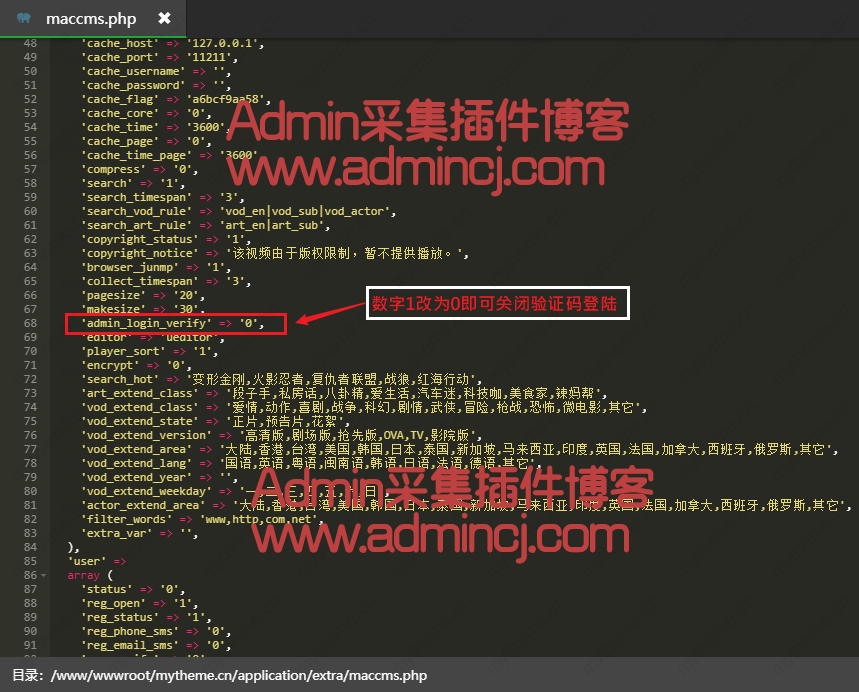 maccms.php
48 'cache_host' => '127.0.0.1',
49 'cache_port' => '11211',
50 'cache_username' => '',
51 'cache_password' => '',
52 'cache_flag' => 'a6bcf9aa58',
53 'cache_core' => '0',
54 'cache_time' => '3600',
55 'cache_page' => '0',
56 'cache_time_page' => '3600'
57 'compress' => '0',
58 'search' => '1',
59 'search_timespan' => '3',
60 'search_vod_rule' => 'vod_en|vod_sub|vod_actor',
61 'search_art_rule' => 'art_en|art_sub',
62 'copyright_status' => '1',
63 'copyright_notice' => '该视频由于版权限制，暂不提供播放。',
64 'browser_junmp' => '1',
65 'collect_timespan' => '3',
66 'pagesize' => '20',
67 'makesize' => '30',
数字1改为0即可关闭验证码登陆
68 'admin_login_verify' => '0',
69 'editor' => 'ueditor',
70 'player_sort' => '1',
71 'encrypt' => '0',
72 'search_hot' => '变形金刚,火影忍者,复仇者联盟,战狼,红海行动',
73 'art_extend_class' => '段子手,私房话,八卦精,爱生活,汽车迷,科技咖,美食家,辣妈帮',
74 'vod_extend_class' => '爱情,动作,喜剧,战争,科幻,剧情,武侠,冒险,枪战,恐怖,微电影,其它',
75 'vod_extend_state' => '正片,预告片,花絮',
76 'vod_extend_version' => '高清版,剧场版,抢先版,OVA,TV,影院版',
77 'vod_extend_area' => '大陆,香港,台湾,美国,韩国,日本,泰国,新加坡,马来西亚,印度,英国,法国,加拿大,西班牙,俄罗斯,其它',
78 'vod_extend_lang' => '国语,英语,粤语,闽南语,韩语,日语,法语,德语,其它',
79 'vod_extend_year' => '',
80 'vod_extend_weekday' => '一,二,三,四,五,六,日',
81 'actor_extend_area' => '大陆,香港,台湾,美国,韩国,日本,泰国,新加坡,马来西亚,印度,英国,法国,加拿大,西班牙,俄罗斯,其它',
82 'filter_words' => 'www,http,com,net',
83 'extra_var' => '',
84 ),
85 'user' =>
86 array (
87 'status' => '0',
88 'reg_open' => '1',
89 'reg_status' => '1',
90 'reg_phone_sms' => '0',
91 'reg_email_sms' => '0',
Admin采集插件博客
www.admincj.com
Admin采集插件博客
www.admincj.com
目录：/www/wwwroot/mytheme.cn/application/extra/maccms.php